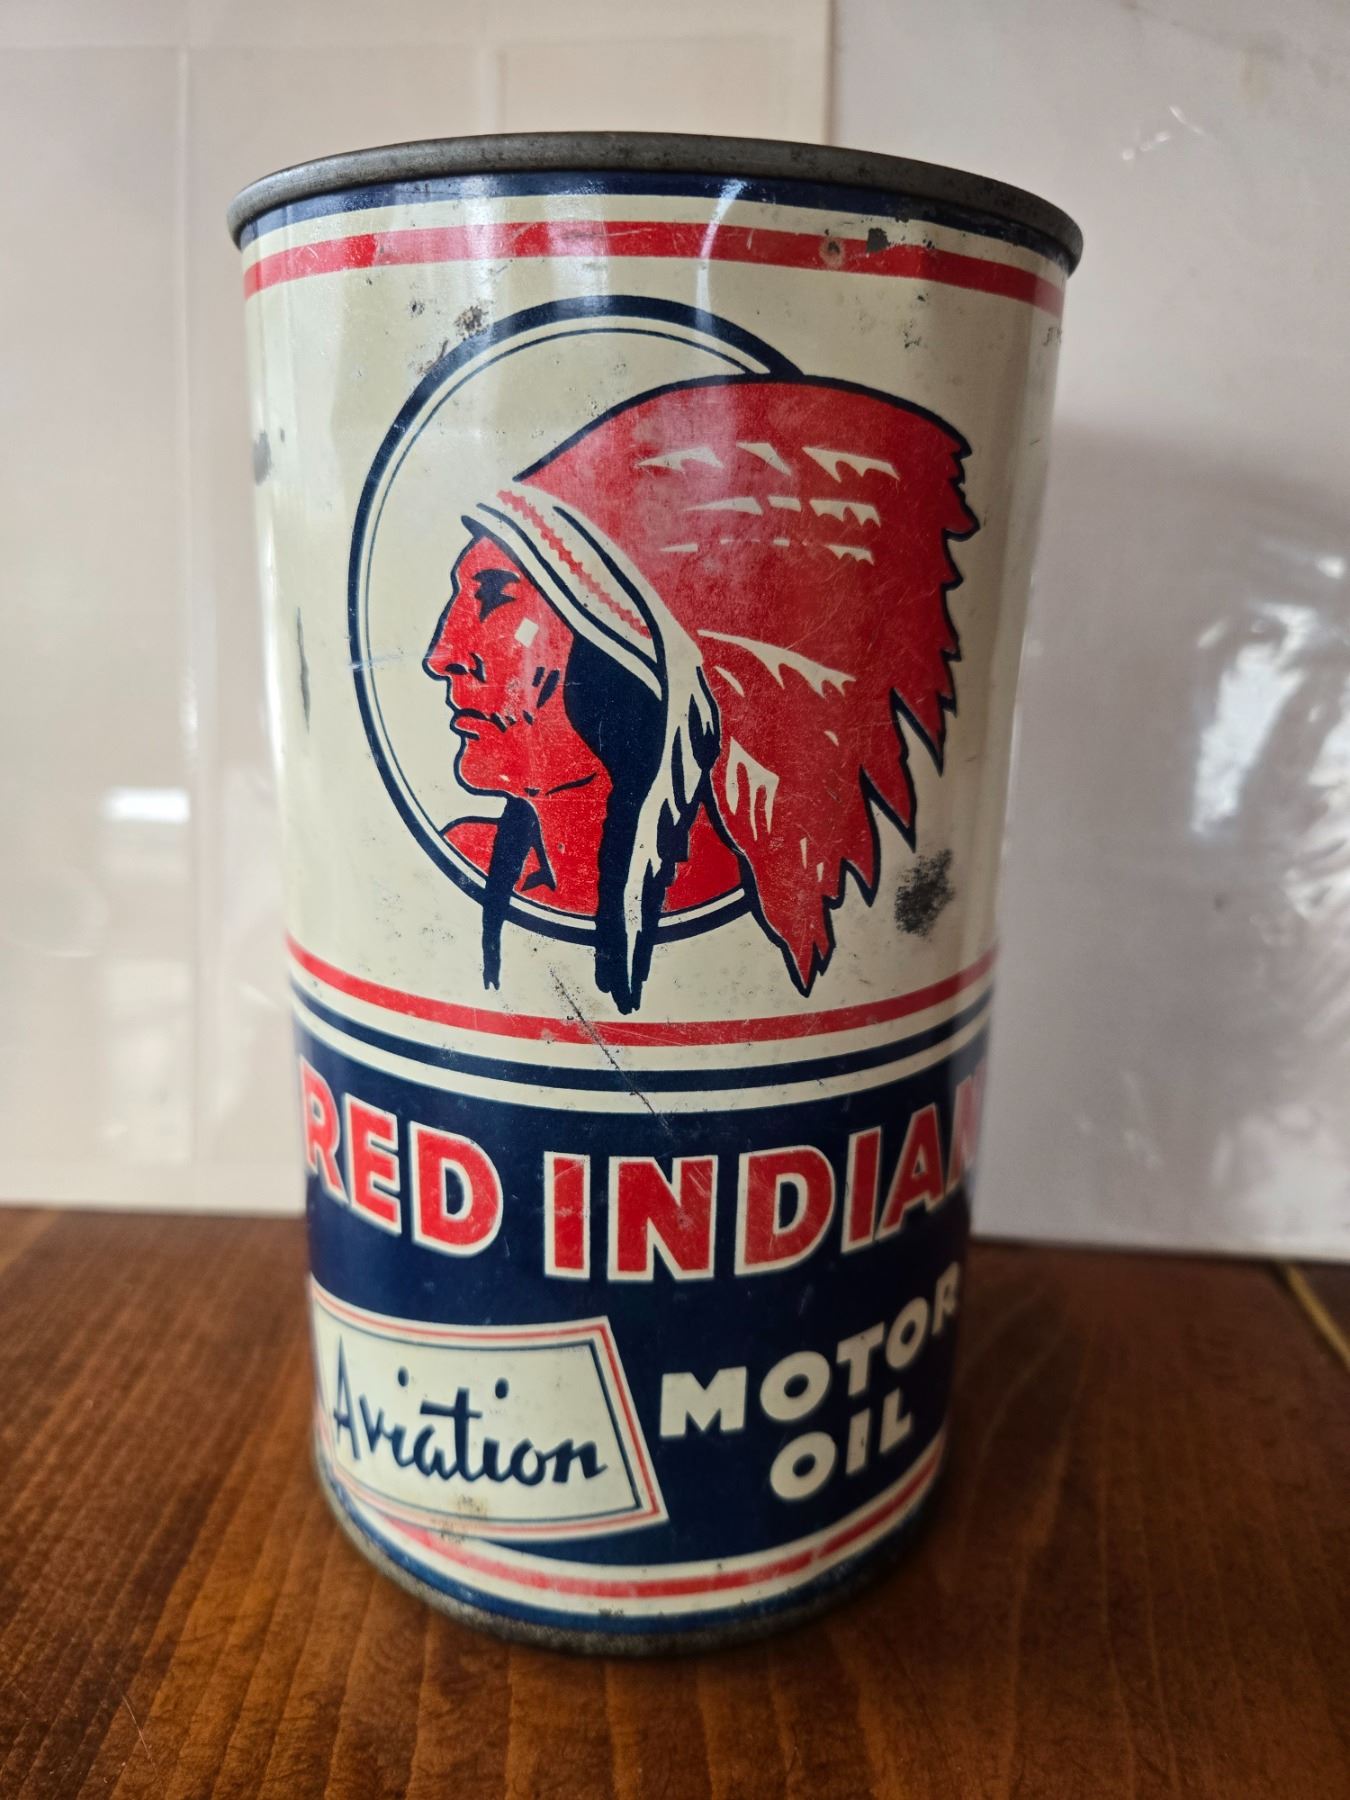 RED INDIAN
Aviation
MOTOR
OIL